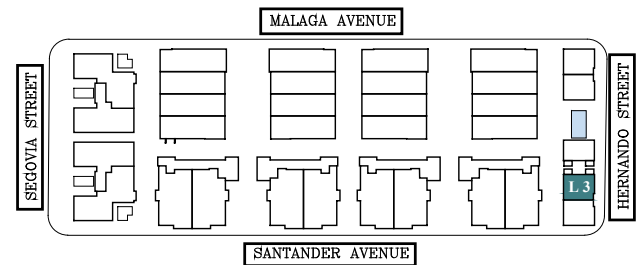 MALAGA AVENUE
SEGOVIA STREET
HERNANDO STREET
L 3
SANTANDER AVENUE